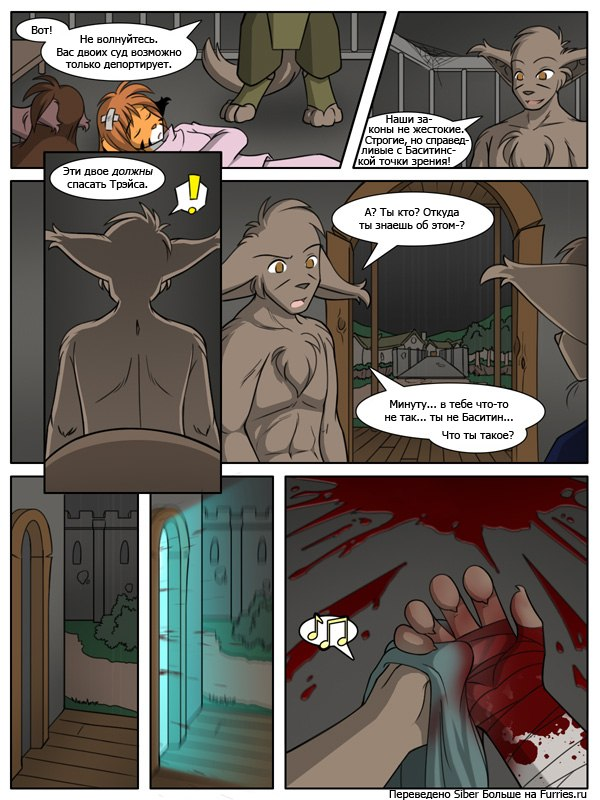 Вот!
Не волнуйтесь.
Вас двоих суд возможно
только депортирует.
Наши за-
коны не жестокие.
Строгие, но справед-
ливые с Баситинс-
кой точки зрения!
Эти двое должны
спасать Трэйса.
!
А? Ты кто? Откуда
ты знаешь об этом-?
Минуту... в тебе что-то
не так... ты не Баситин...
Что ты такое?
Переведено Siber Больше на Furries.ru